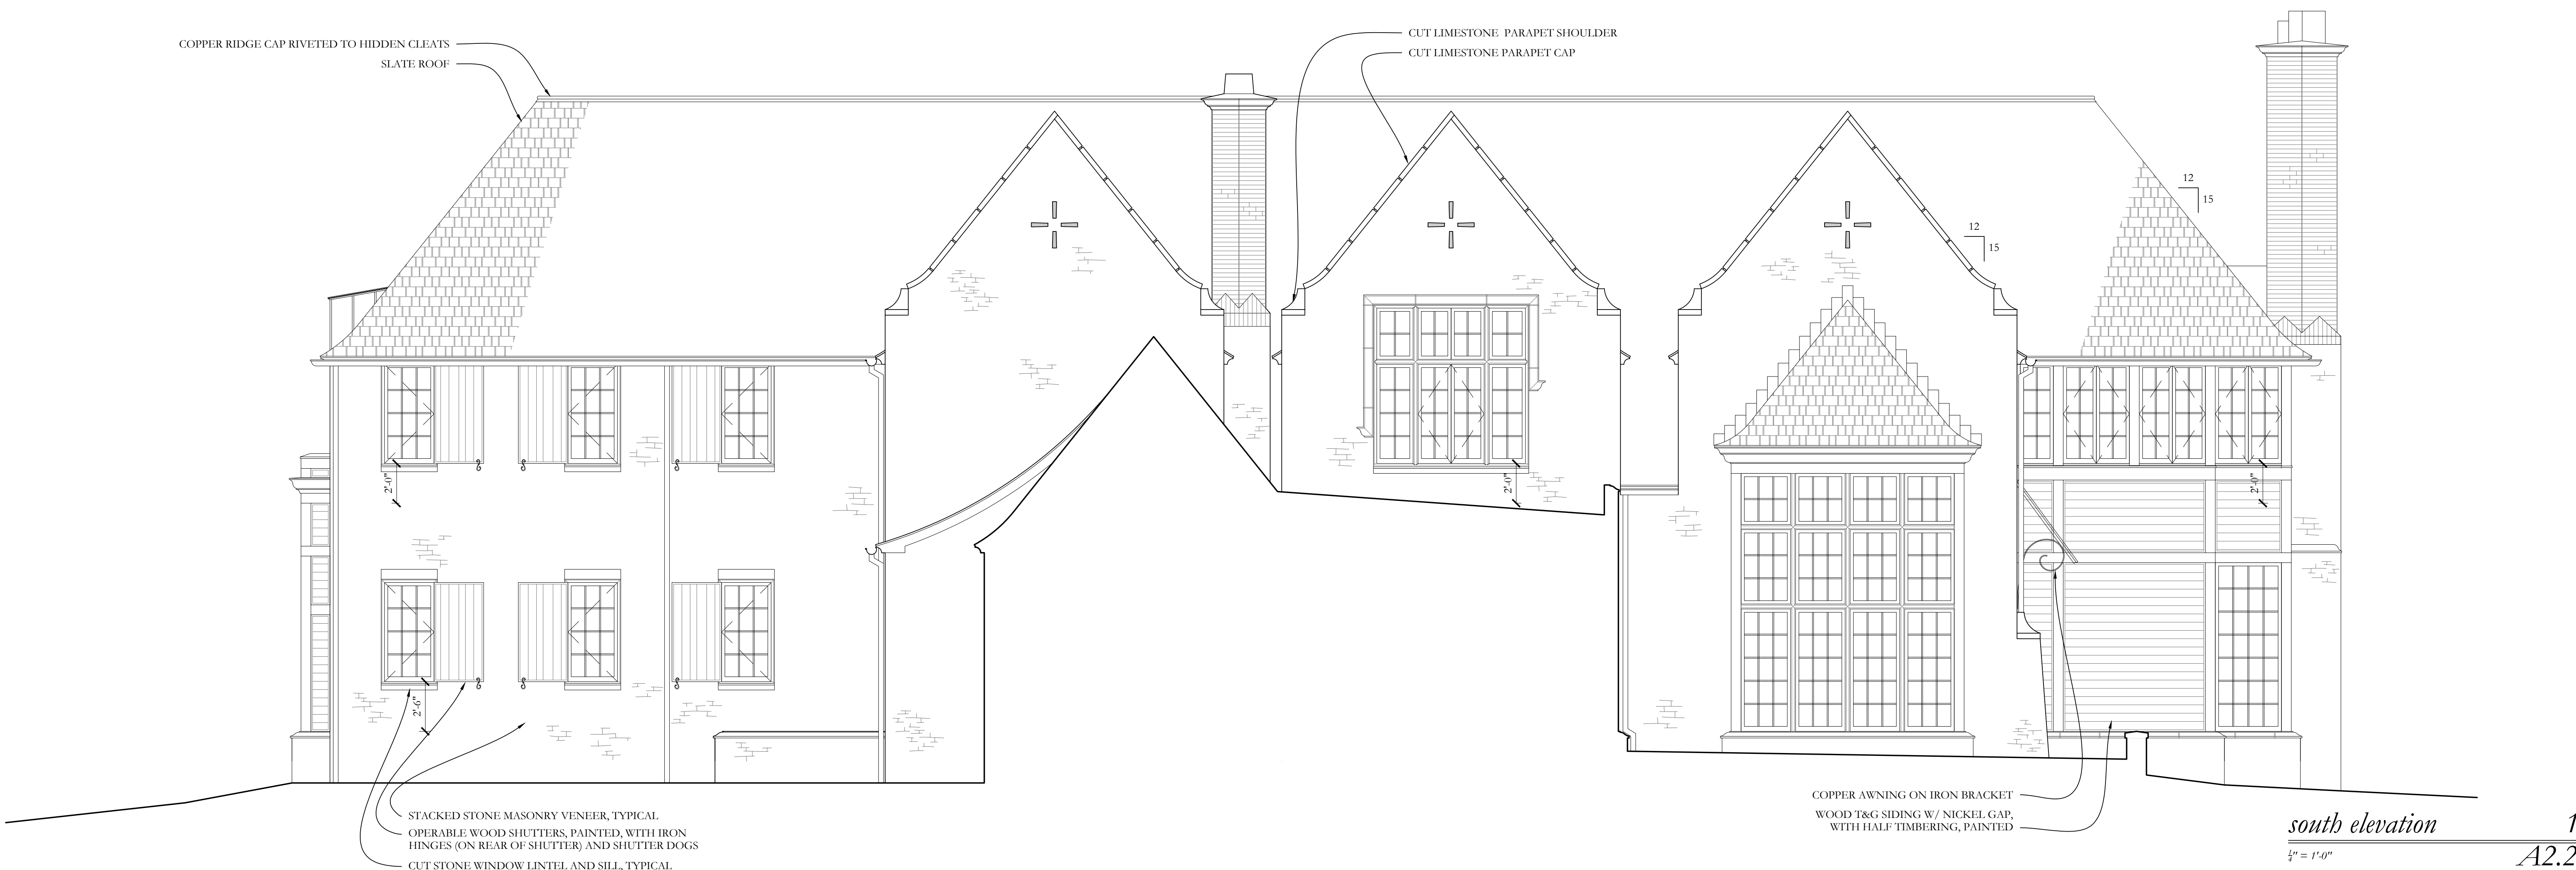 COPPER RIDGE CAP RIVETED TO HIDDEN CLEATS
SLATE ROOF
CUT LIMESTONE PARAPET SHOULDER
CUT LIMESTONE PARAPET CAP
12
15
12
15
2'-0"
2'-0"
2'-0"
2'-6"
STACKED STONE MASONRY VENEER, TYPICAL
OPERABLE WOOD SHUTTERS, PAINTED, WITH IRON
HINGES (ON REAR OF SHUTTER) AND SHUTTER DOGS
CUT STONE WINDOW LINTEL AND SILL, TYPICAL
COPPER AWNING ON IRON BRACKET
WOOD T&G SIDING W/ NICKEL GAP,
WITH HALF TIMBERING, PAINTED
south elevation 1
1/4" = 1'-0" A2.2